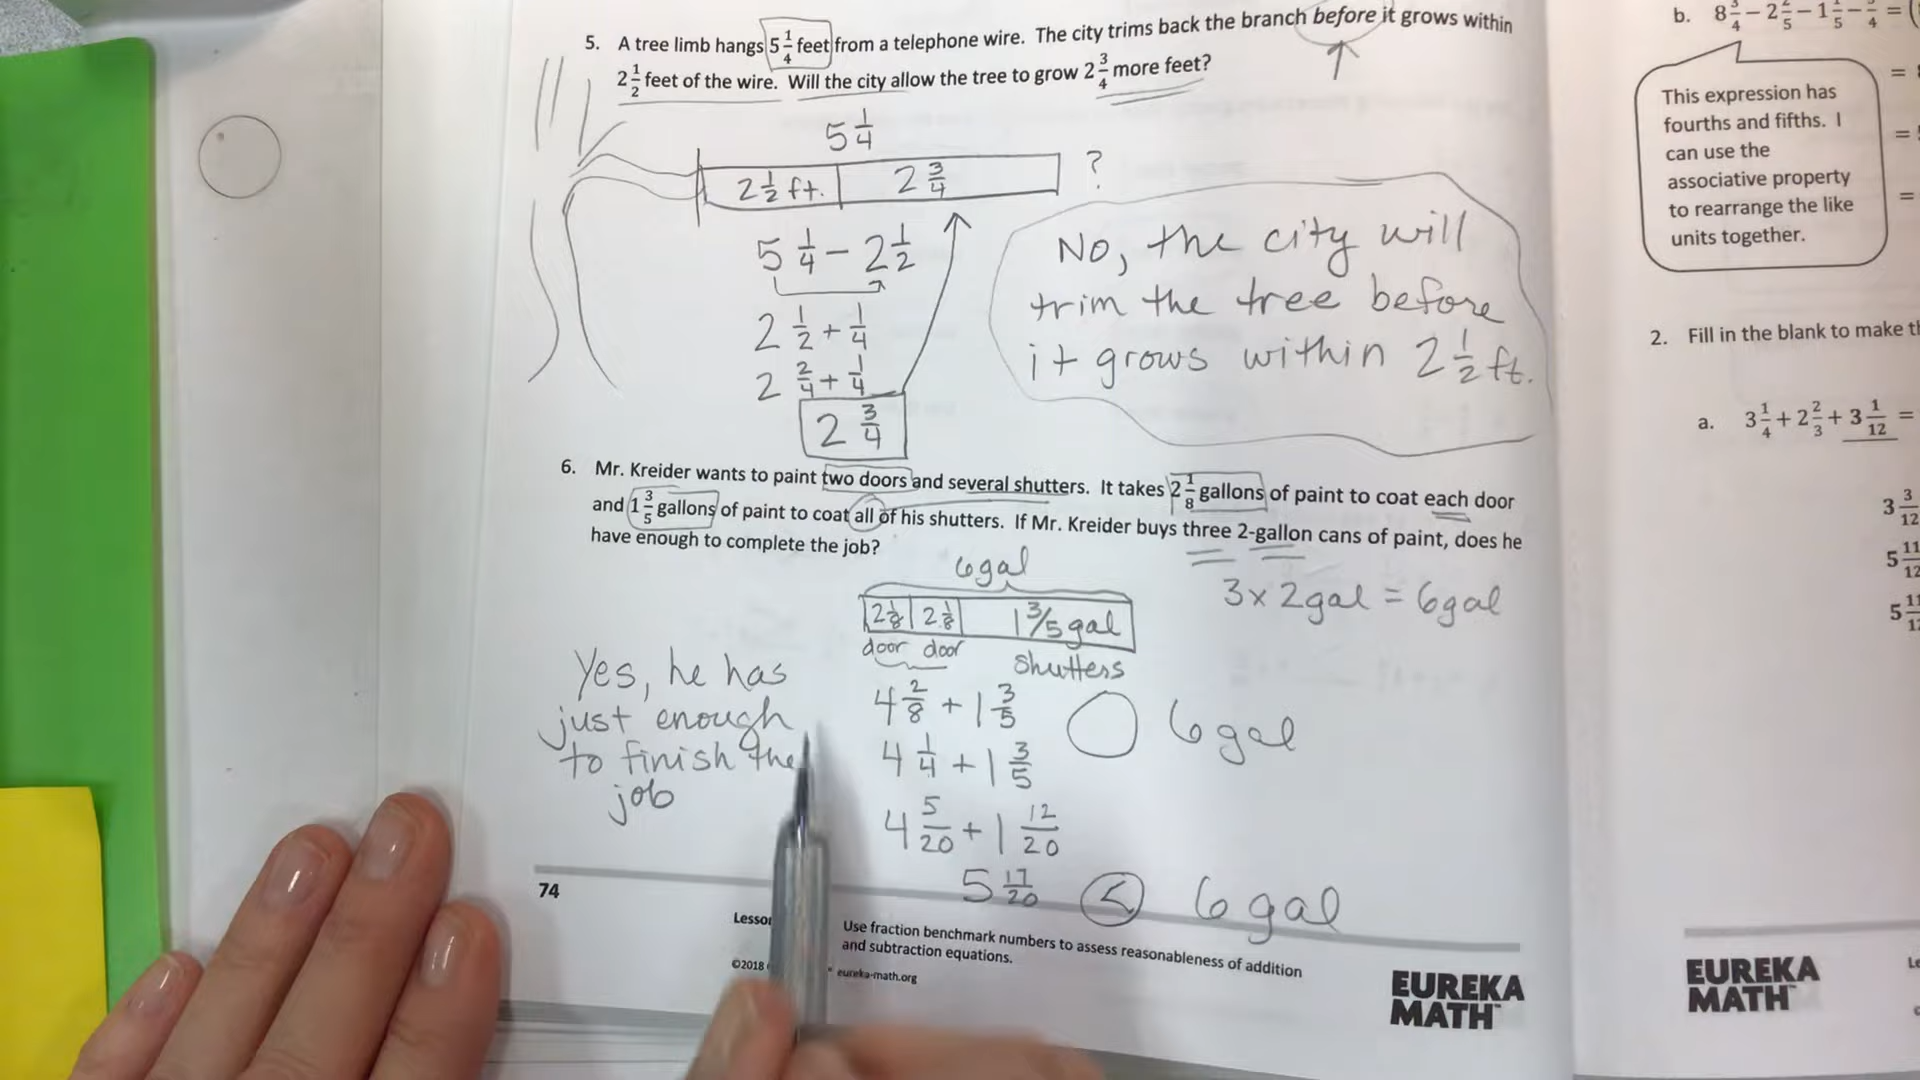 5. A tree limb hangs 5 1/4 feet from a telephone wire. The city trims back the branch before it grows within
2 1/2 feet of the wire. Will the city allow the tree to grow 2 3/4 more feet?
5 1/4
2 1/2 ft. 2 3/4 ?
5 1/4 - 2 1/2
2 1/2 + 1/4
2 2/4 + 1/4
2 3/4
No, the city will
trim the tree before
it grows within 2 1/2 ft.
6. Mr. Kreider wants to paint two doors and several shutters. It takes 2 1/8 gallons of paint to coat each door
and 1 3/5 gallons of paint to coat all of his shutters. If Mr. Kreider buys three 2-gallon cans of paint, does he
have enough to complete the job?
6 gal
3 x 2 gal = 6 gal
2 1/8 2 1/8 1 3/5 gal
door door shutters
Yes, he has
just enough
to finish the
job
4 2/8 + 1 3/5 6 gal
4 1/4 + 1 3/5
4 5/20 + 1 12/20
5 17/20 < 6 gal
74
Use fraction benchmark numbers to assess reasonableness of addition
and subtraction equations.
©2018
eureka-math.org
EUREKA
MATH
b. 8 3/4 -
This expression has
fourths and fifths. I
can use the
associative property
to rearrange the like
units together.
=
=
=
2. Fill in the blank to make
a. 3 1/4 + 2 2/3 + 3 1/12 =
3 3/12
5 11/12
EUREKA
MATH